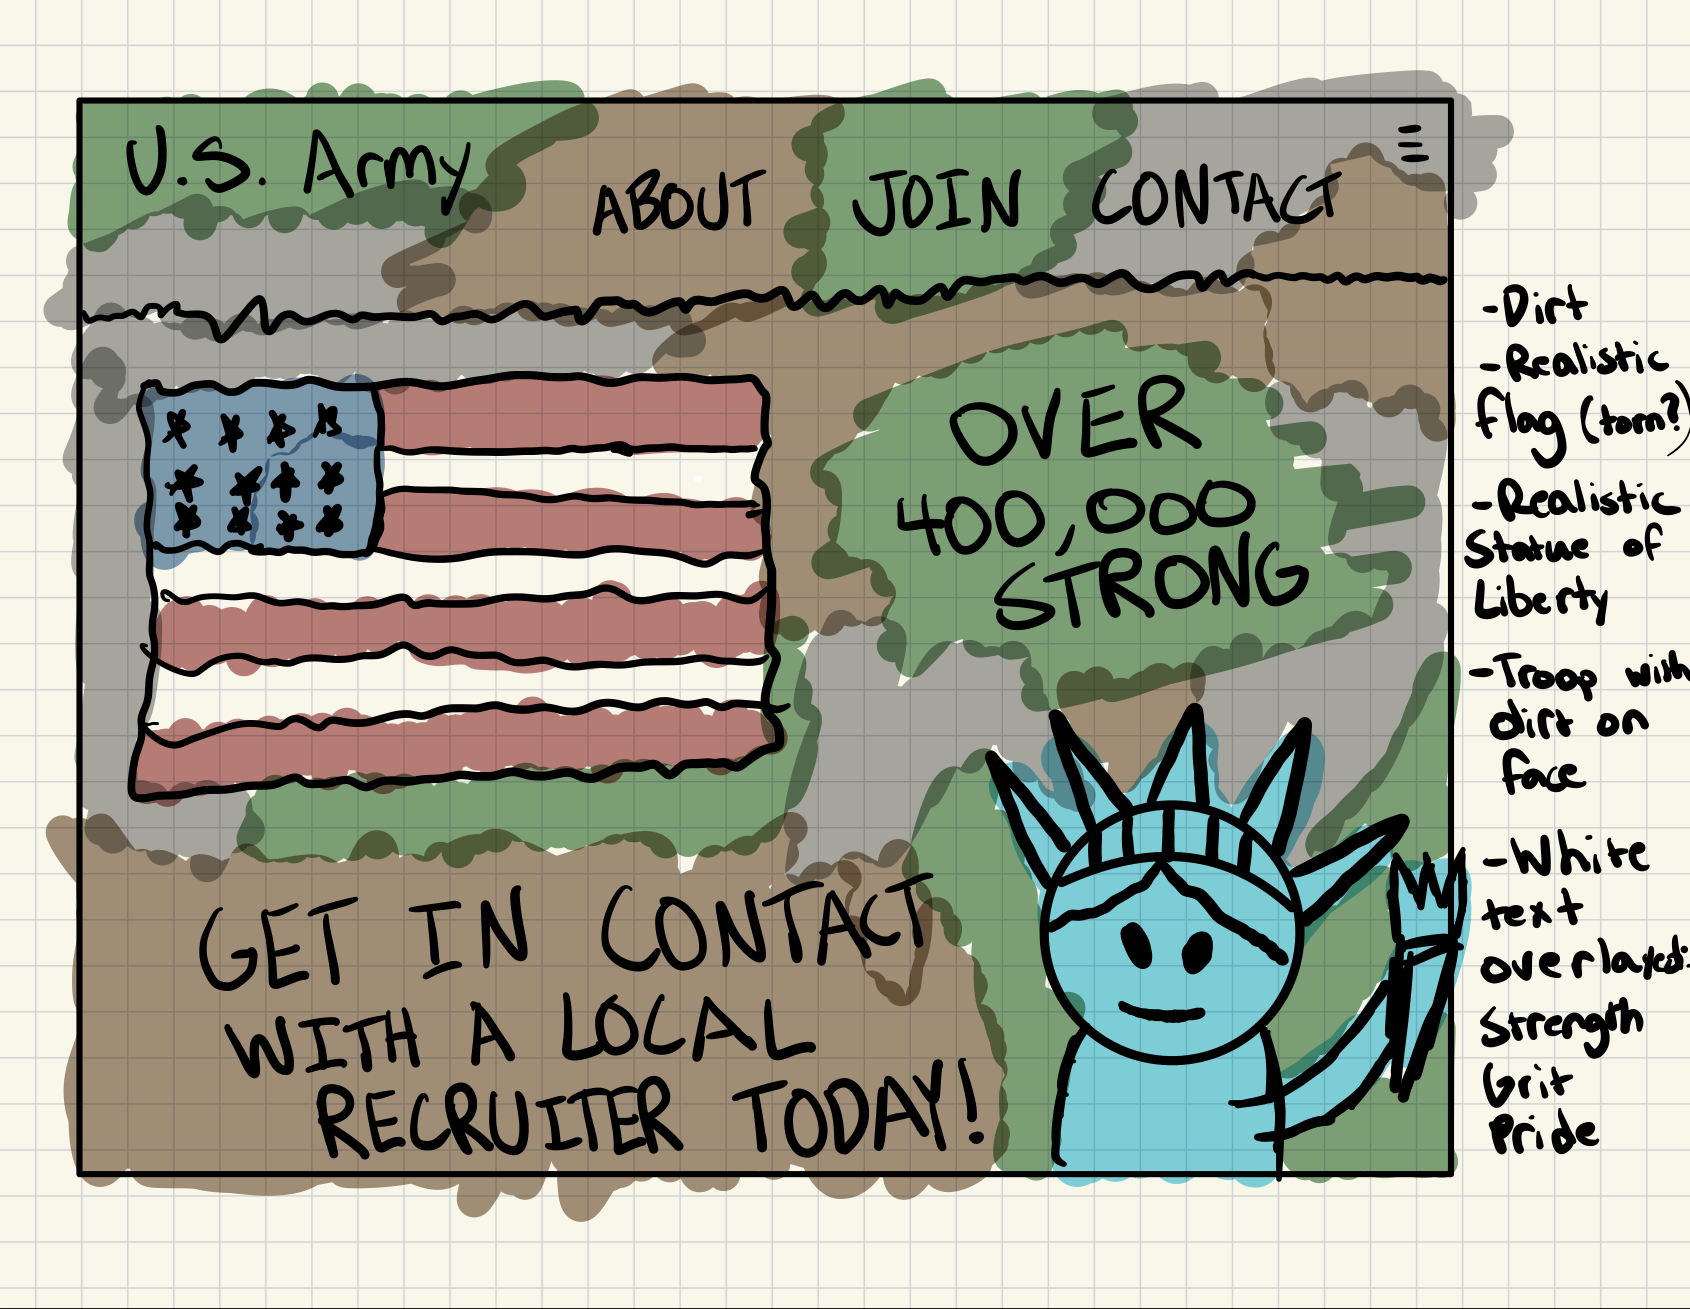 U.S. Army
ABOUT JOIN CONTACT
OVER
400,000
STRONG
GET IN CONTACT
WITH A LOCAL
RECRUITER TODAY!
-Dirt
-Realistic
flag (torn?)
-Realistic
Statue of
Liberty
-Troop with
dirt on
face
-White
text
overlayed:
Strength
Grit
Pride